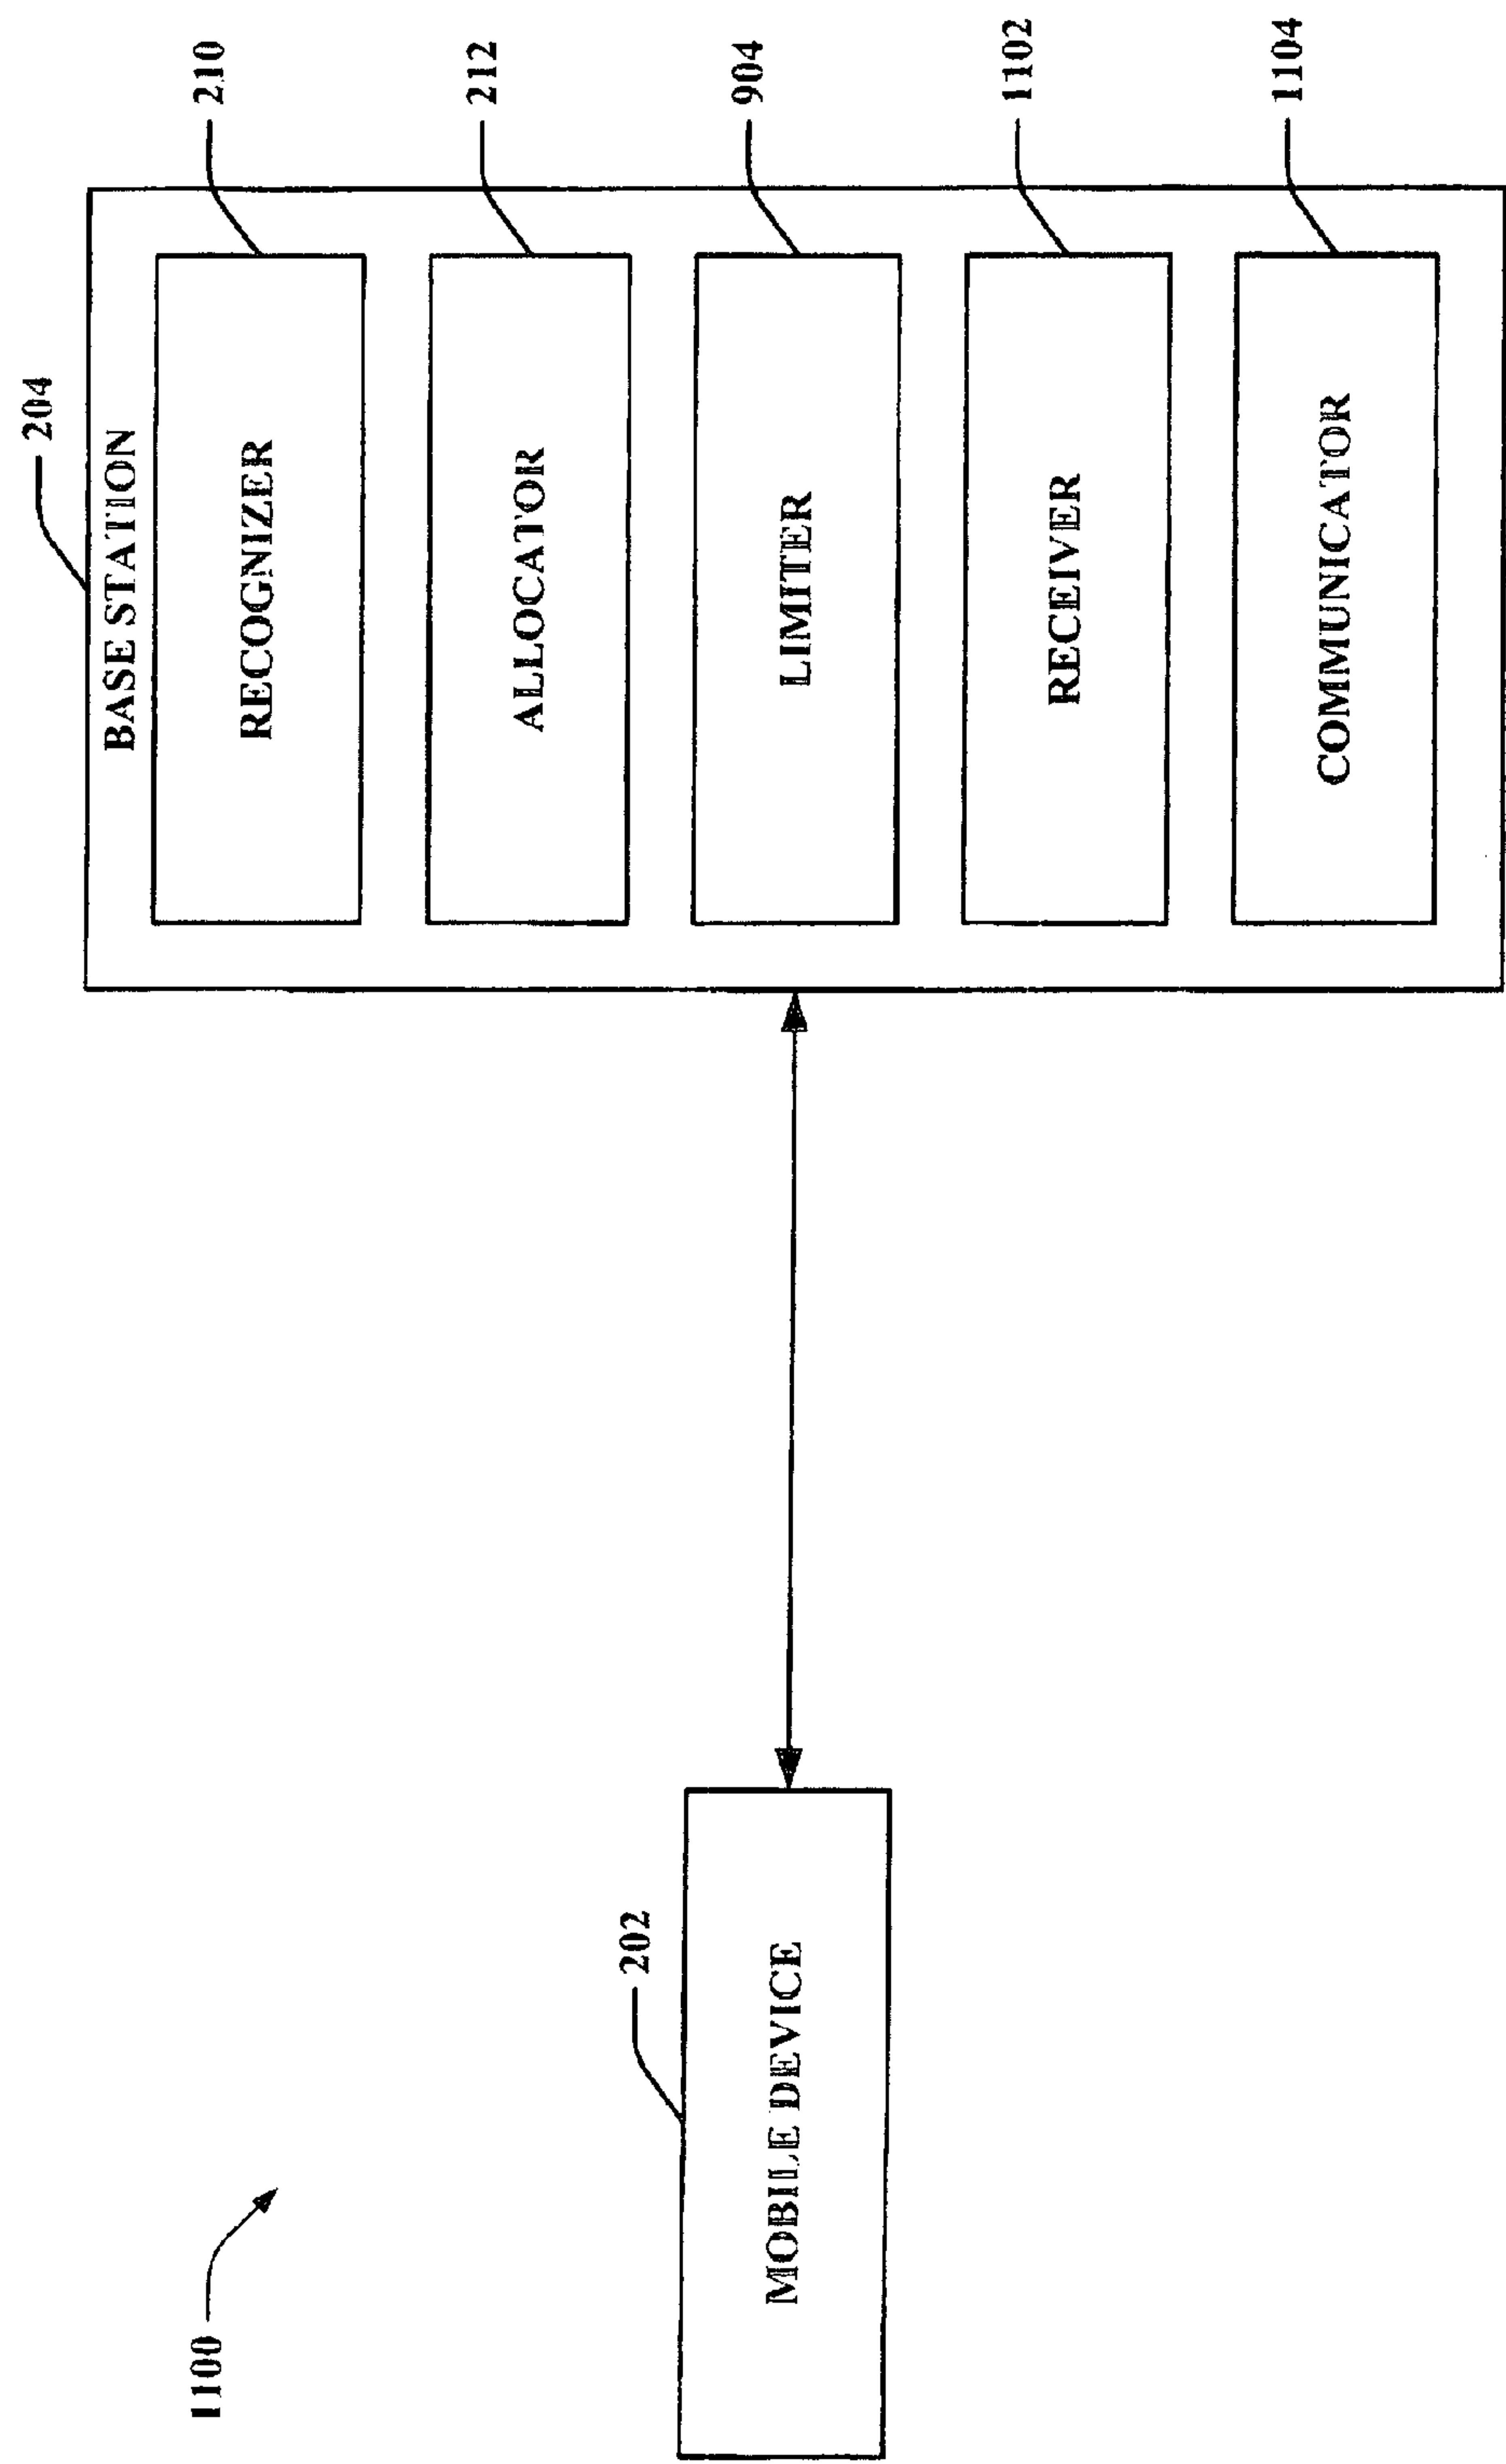 1100
202
MOBILE DEVICE
204
BASE STATION
RECOGNIZER
210
ALLOCATOR
212
LIMITER
904
RECEIVER
1102
COMMUNICATOR
1104